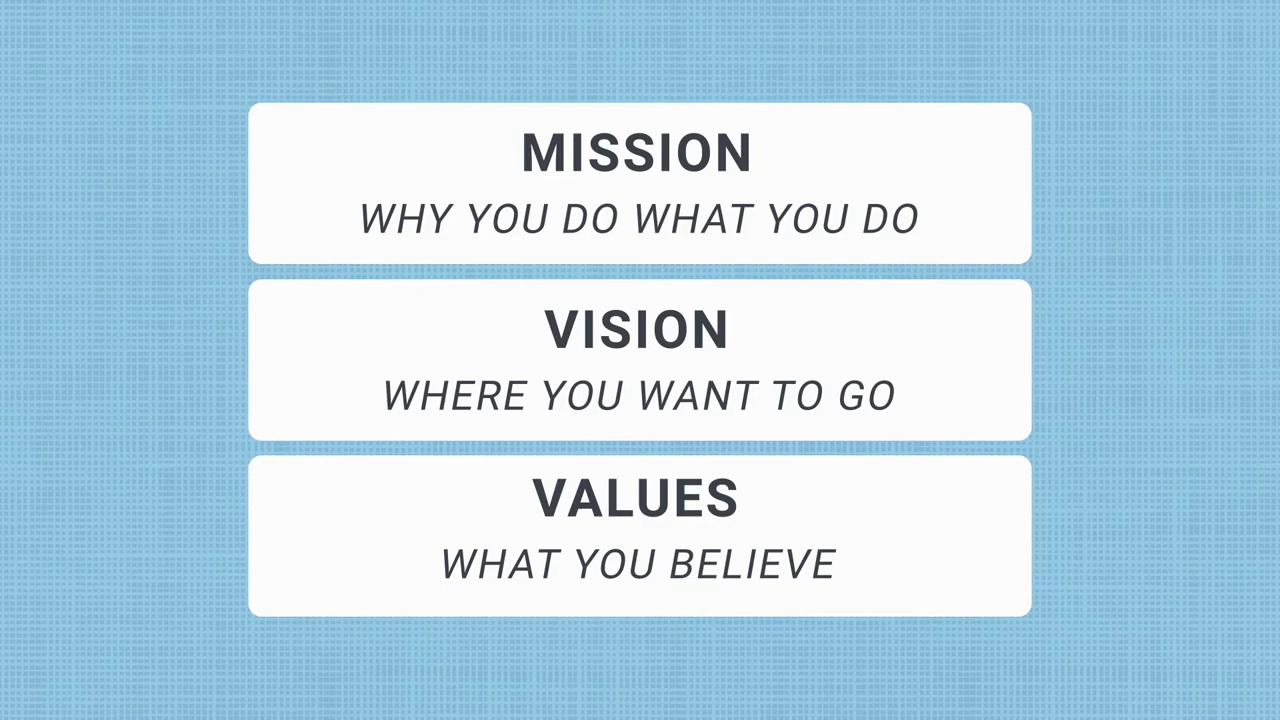 MISSION
WHY YOU DO WHAT YOU DO
VISION
WHERE YOU WANT TO GO
VALUES
WHAT YOU BELIEVE